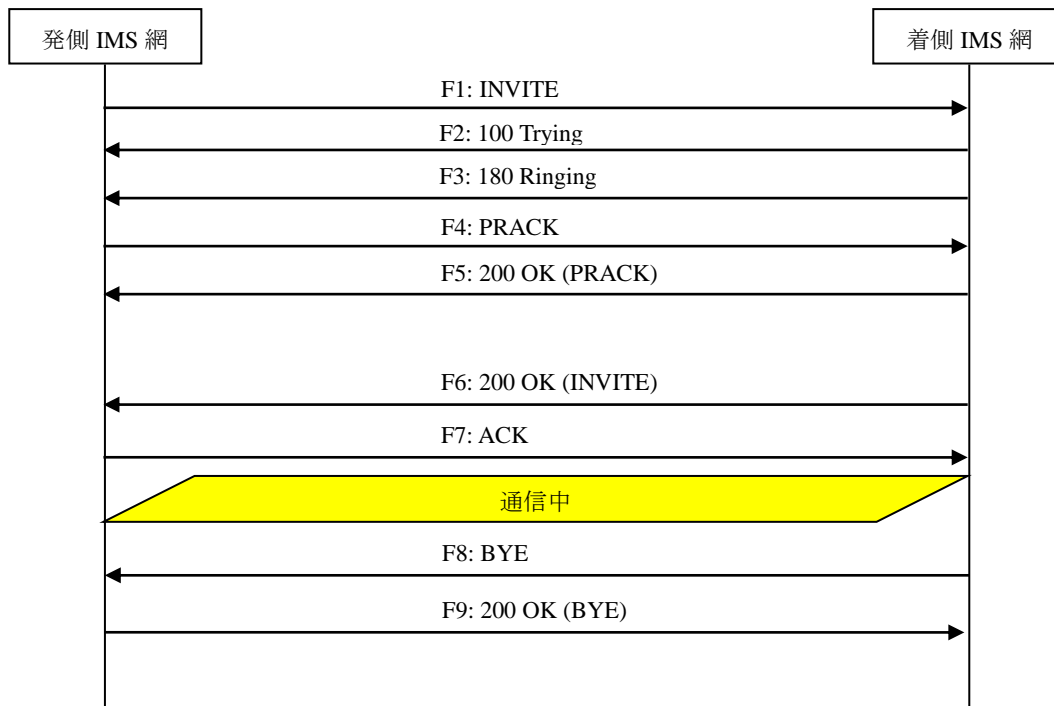 発側 IMS 網
着側 IMS 網
F1: INVITE
F2: 100 Trying
F3: 180 Ringing
F4: PRACK
F5: 200 OK (PRACK)
F6: 200 OK (INVITE)
F7: ACK
通信中
F8: BYE
F9: 200 OK (BYE)